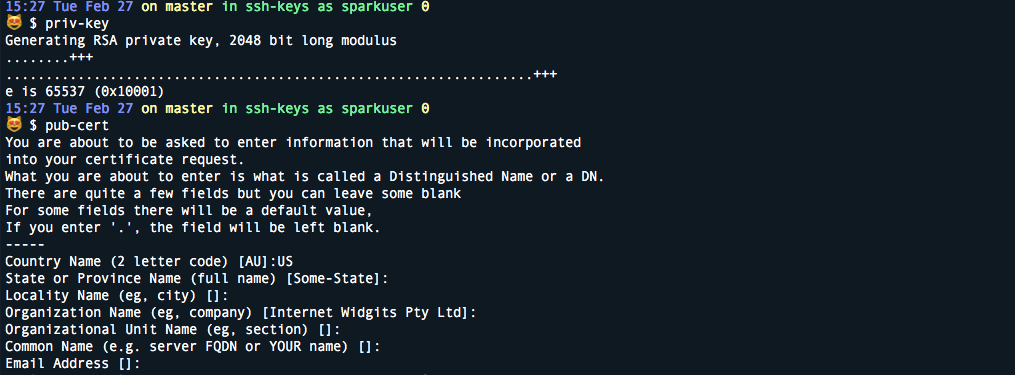 15:27 Tue Feb 27 on master in ssh-keys as sparkuser θ
😻 $ priv-key
Generating RSA private key, 2048 bit long modulus
........+++
..................................................................+++
e is 65537 (0x10001)
15:27 Tue Feb 27 on master in ssh-keys as sparkuser θ
😻 $ pub-cert
You are about to be asked to enter information that will be incorporated
into your certificate request.
What you are about to enter is what is called a Distinguished Name or a DN.
There are quite a few fields but you can leave some blank
For some fields there will be a default value,
If you enter '.', the field will be left blank.
-----
Country Name (2 letter code) [AU]:US
State or Province Name (full name) [Some-State]:
Locality Name (eg, city) []:
Organization Name (eg, company) [Internet Widgits Pty Ltd]:
Organizational Unit Name (eg, section) []:
Common Name (e.g. server FQDN or YOUR name) []:
Email Address []: